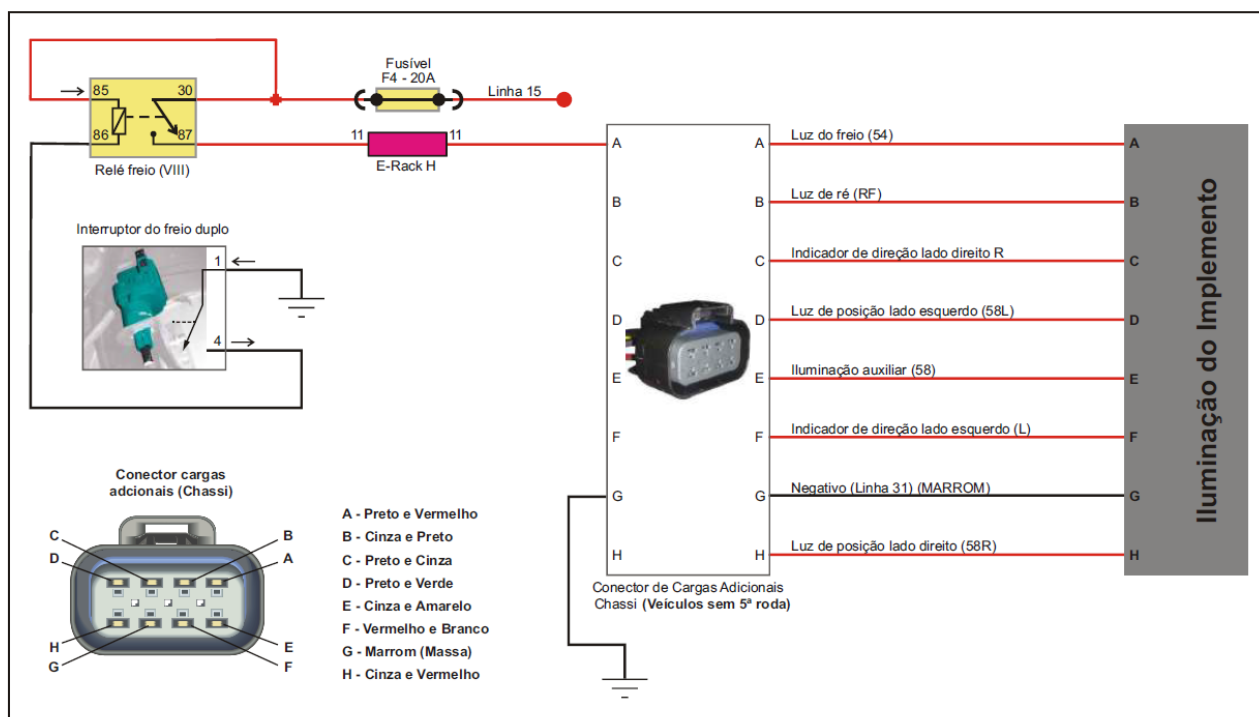 Fusível
F4 - 20A
Linha 15
85
30
86
87
Relé freio (VIII)
11
11
E-Rack H
Interruptor do freio duplo
1
4
A
B
C
D
E
F
G
H
A
B
C
D
E
F
G
H
Conector de Cargas Adicionais
Chassi (Veículos sem 5ª roda)
Luz do freio (54)
Luz de ré (RF)
Indicador de direção lado direito R
Luz de posição lado esquerdo (58L)
Iluminação auxiliar (58)
Indicador de direção lado esquerdo (L)
Negativo (Linha 31) (MARROM)
Luz de posição lado direito (58R)
A
B
C
D
E
F
G
H
Iluminação do Implemento
Conector cargas
adcionais (Chassi)
C
D
B
A
H
G
E
F
A - Preto e Vermelho
B - Cinza e Preto
C - Preto e Cinza
D - Preto e Verde
E - Cinza e Amarelo
F - Vermelho e Branco
G - Marrom (Massa)
H - Cinza e Vermelho